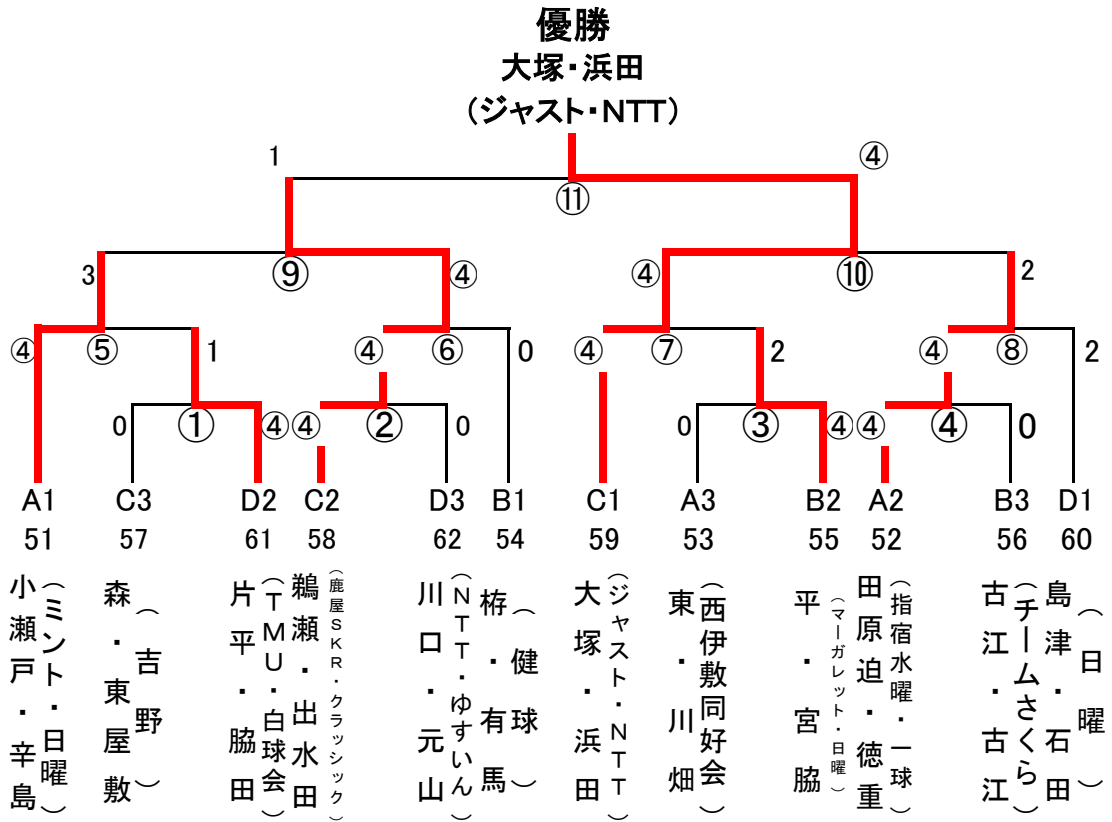 優勝
大塚・浜田
（ジャスト・NTT）
1
④
⑪
3
⑨
④
④
⑩
2
④
⑤
1
④
⑥
0
④
⑦
2
④
⑧
2
0
①
④
④
②
0
0
③
④
④
④
0
A1
C3
D2
C2
D3
B1
C1
A3
B2
A2
B3
D1
51
57
61
58
62
54
59
53
55
52
56
60
小瀬戸・辛島
（ミント・日曜）
森・東屋敷
（吉野）
片平・脇田
（TMU・白球会）
鵜瀬・出水田
（鹿屋SKR・クラッシック）
川口・元山
（NTT・ゆすいん）
栫・有馬
（健球）
大塚・浜田
（ジャスト・NTT）
東・川畑
（西伊敷同好会）
平・宮脇
（マーガレット・日曜）
田原迫・徳重
（指宿水曜・一球）
古江・古江
（チームさくら）
島津・石田
（日曜）